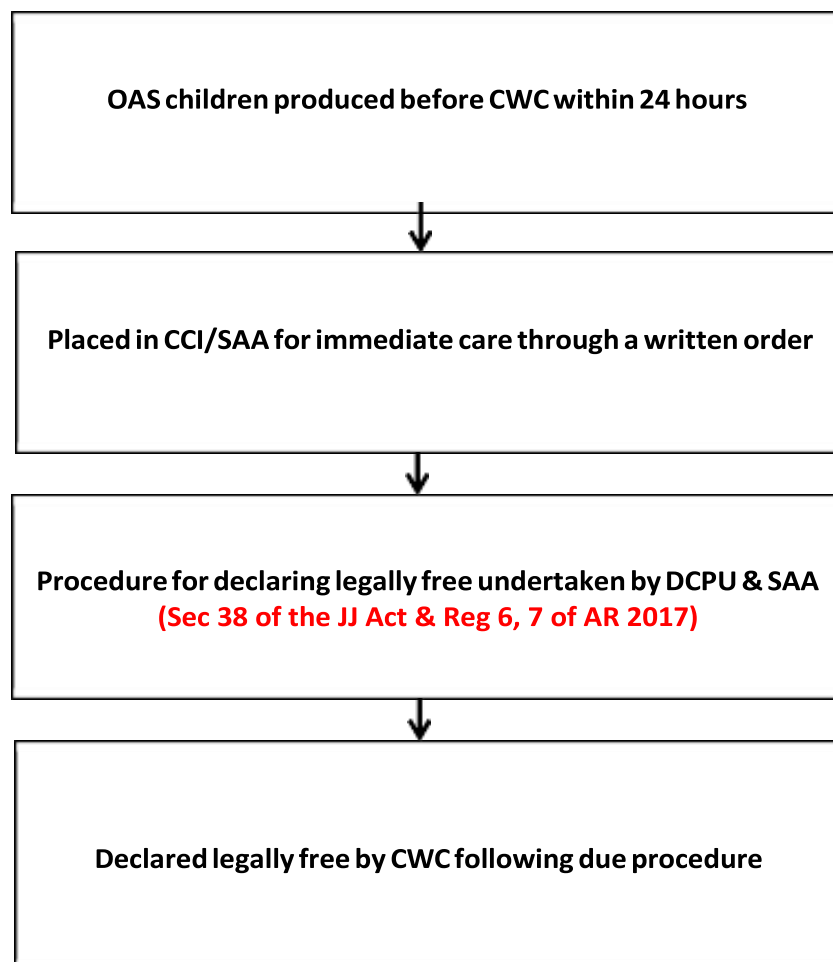 OAS children produced before CWC within 24 hours
Placed in CCI/SAA for immediate care through a written order
Procedure for declaring legally free undertaken by DCPU & SAA
(Sec 38 of the JJ Act & Reg 6, 7 of AR 2017)
Declared legally free by CWC following due procedure